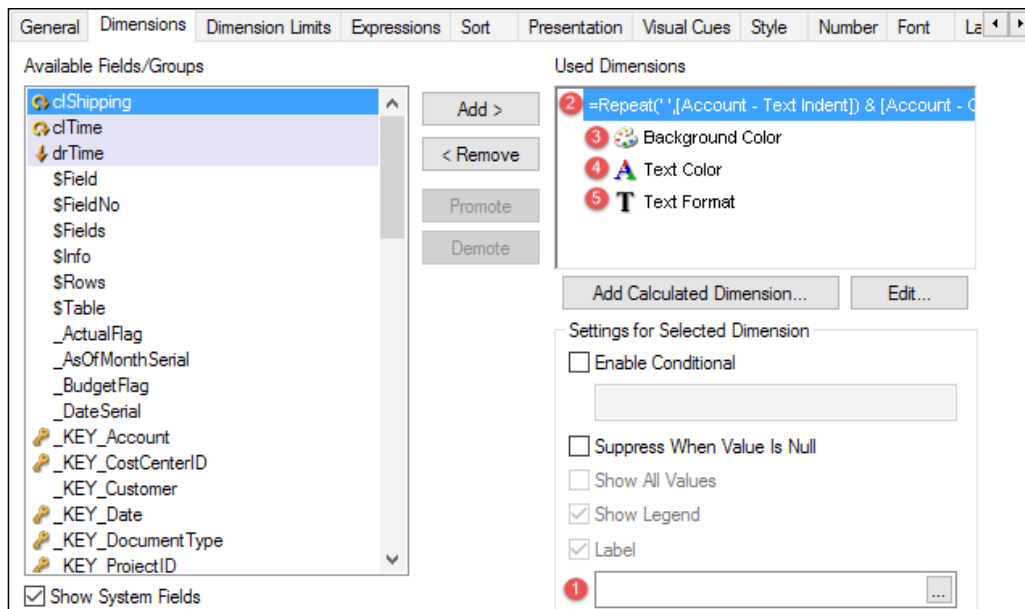 General Dimensions Dimension Limits Expressions Sort Presentation Visual Cues Style Number Font La
Available Fields/Groups
clShipping
clTime
drTime
$Field
$FieldNo
$Fields
$Info
$Rows
$Table
_ActualFlag
_AsOfMonthSerial
_BudgetFlag
_DateSerial
_KEY_Account
_KEY_CostCenterID
_KEY_Customer
_KEY_Date
_KEY_DocumentType
_KEY_ProjectID
Show System Fields
Add >
< Remove
Promote
Demote
Used Dimensions
2 =Repeat(' ',[Account - Text Indent]) & [Account - C
3 Background Color
4 A Text Color
5 T Text Format
Add Calculated Dimension... Edit...
Settings for Selected Dimension
Enable Conditional
Suppress When Value Is Null
Show All Values
Show Legend
Label
1 ...